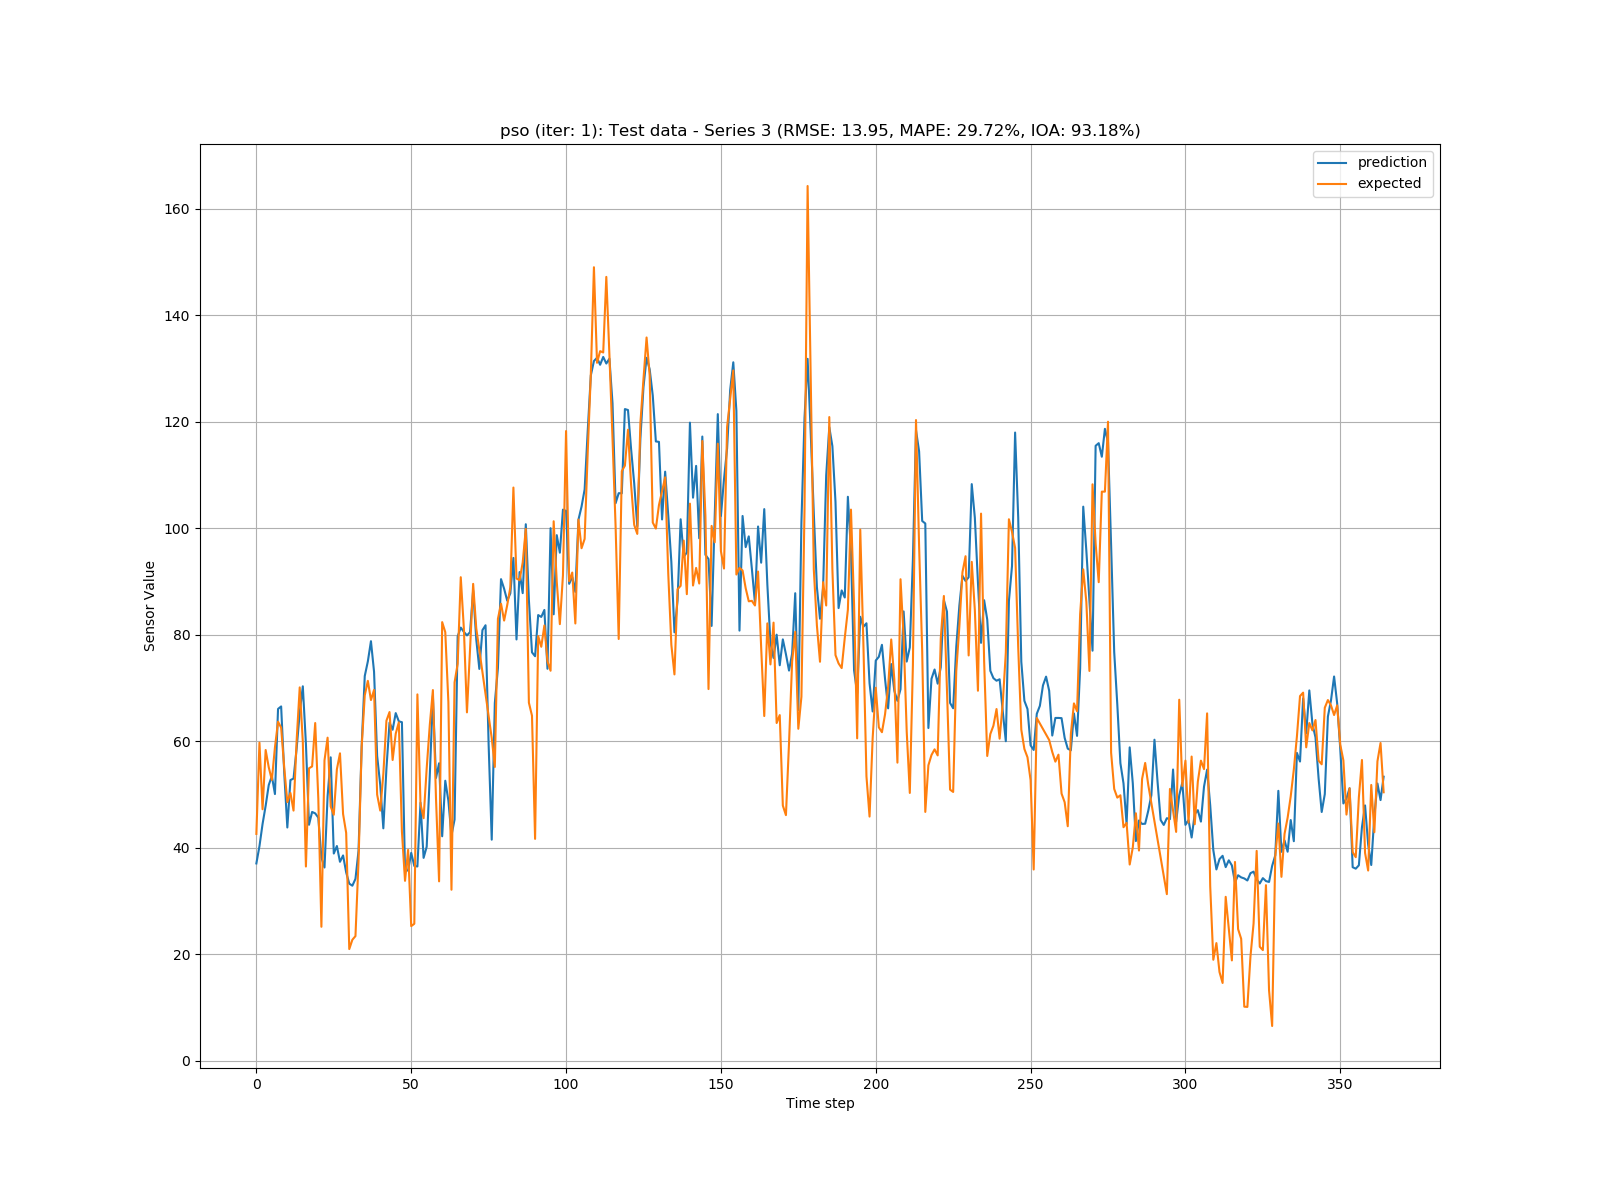 pso (iter: 1): Test data - Series 3 (RMSE: 13.95, MAPE: 29.72%, IOA: 93.18%)
prediction
expected
160
140
120
100
80
60
40
20
0
Sensor Value
0 50 100 150 200 250 300 350
Time step